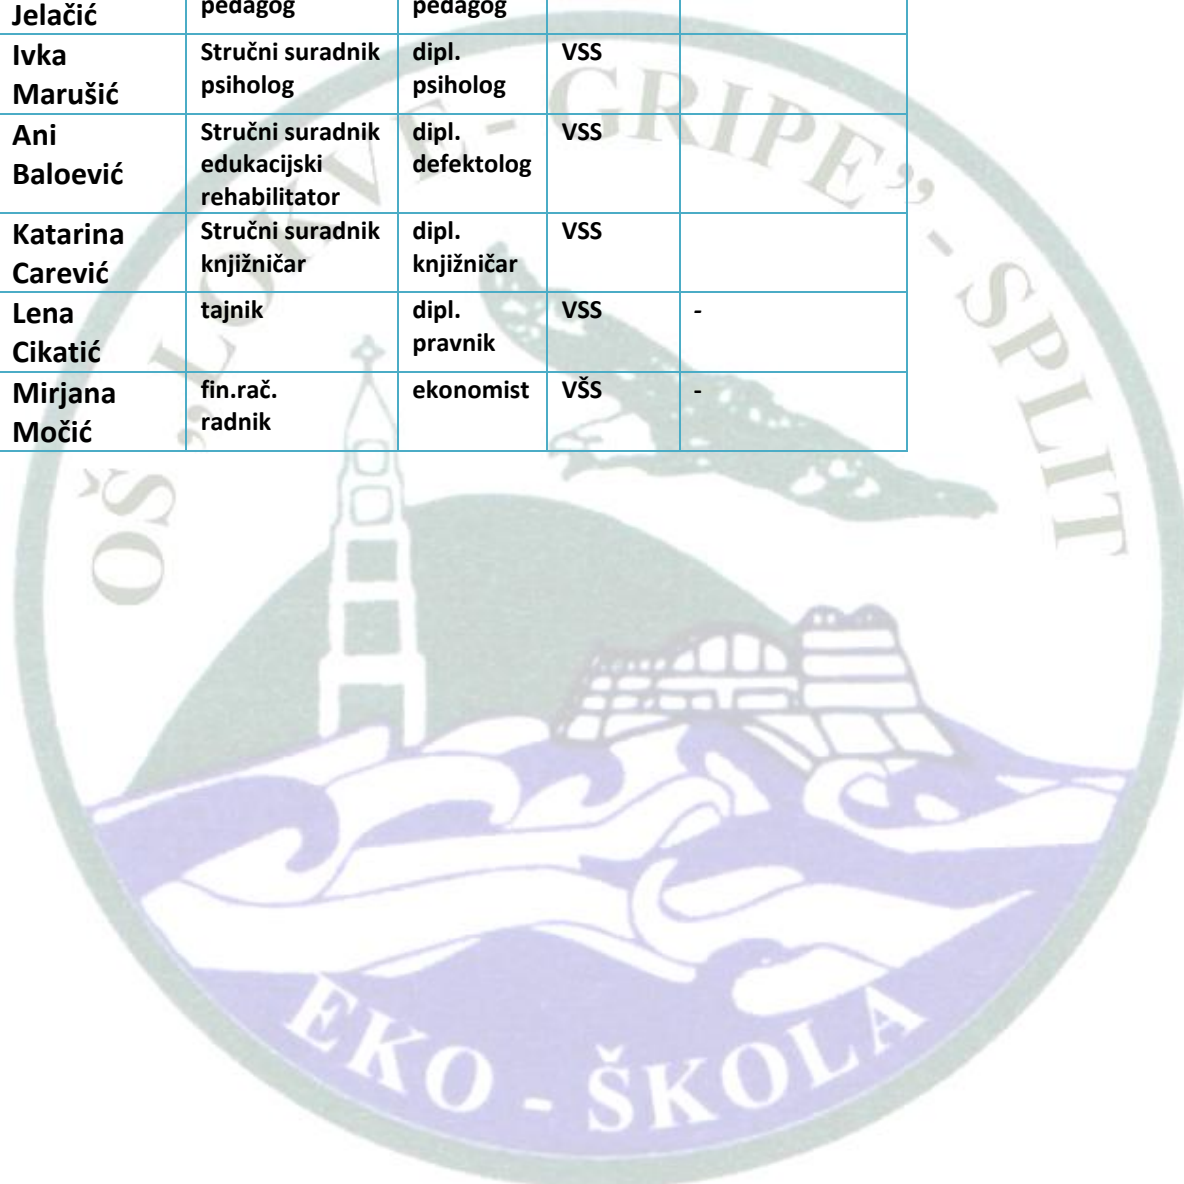 pedagog pedagog
Jelačić
Ivka Stručni suradnik dipl. VSS
Marušić psiholog psiholog
Ani Stručni suradnik dipl. VSS
Baloević edukacijski defektolog
rehabilitator
Katarina Stručni suradnik dipl. VSS
Carević knjižničar knjižničar
Lena tajnik dipl. VSS -
Cikatić pravnik
Mirjana fin.rač. ekonomist VŠS -
Močić radnik
OŠ „LOKVE - GRIPE” - SPLIT
EKO - ŠKOLA